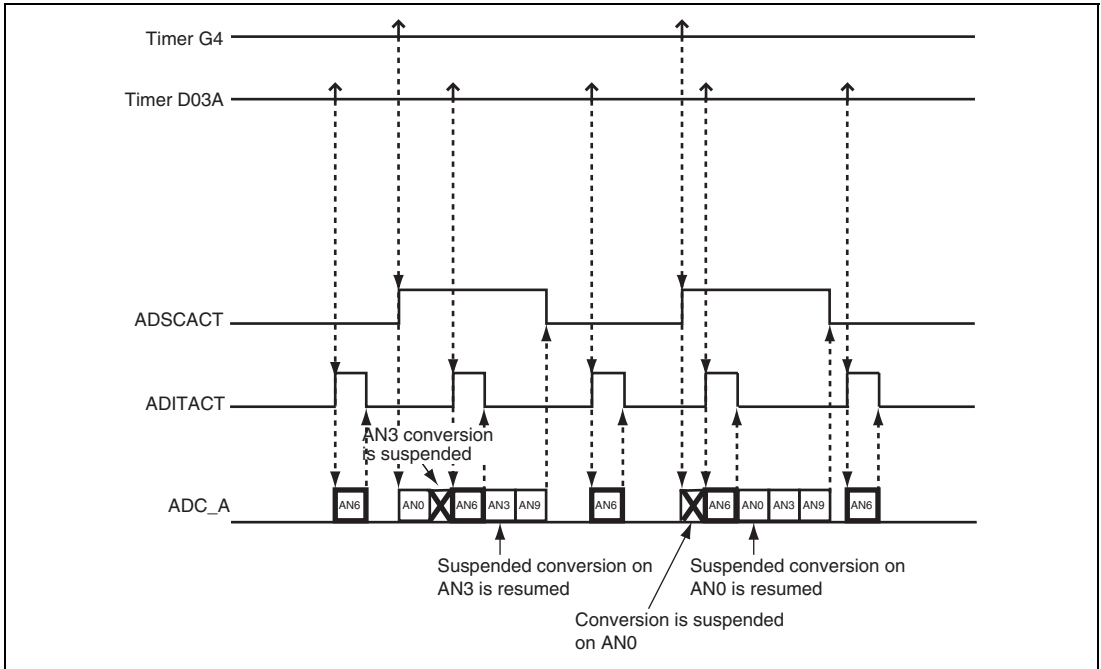 Timer G4
Timer D03A
ADSCACT
ADITACT
AN3 conversion
is suspended
ADC_A
AN6
AN0
AN6
AN3
AN9
AN6
AN6
AN0
AN3
AN9
AN6
Suspended conversion on
AN3 is resumed
Suspended conversion on
AN0 is resumed
Conversion is suspended
on AN0